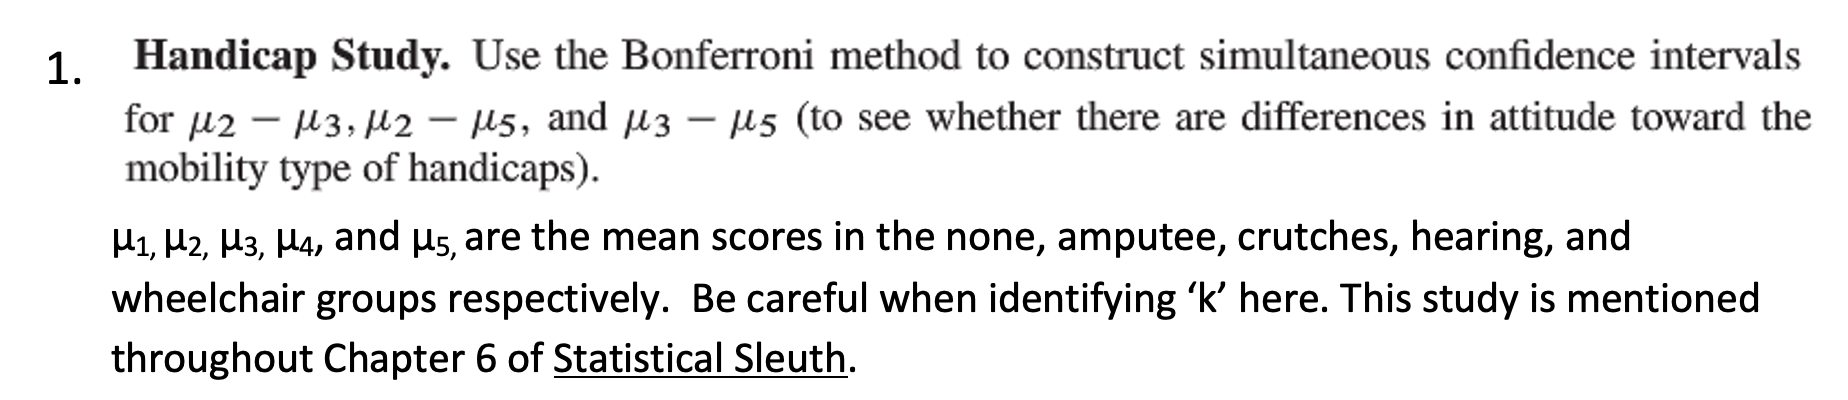 1. Handicap Study. Use the Bonferroni method to construct simultaneous confidence intervals
for μ₂ − μ₃, μ₂ − μ₅, and μ₃ − μ₅ (to see whether there are differences in attitude toward the
mobility type of handicaps).
μ₁, μ₂, μ₃, μ₄, and μ₅, are the mean scores in the none, amputee, crutches, hearing, and
wheelchair groups respectively. Be careful when identifying ‘k’ here. This study is mentioned
throughout Chapter 6 of Statistical Sleuth.